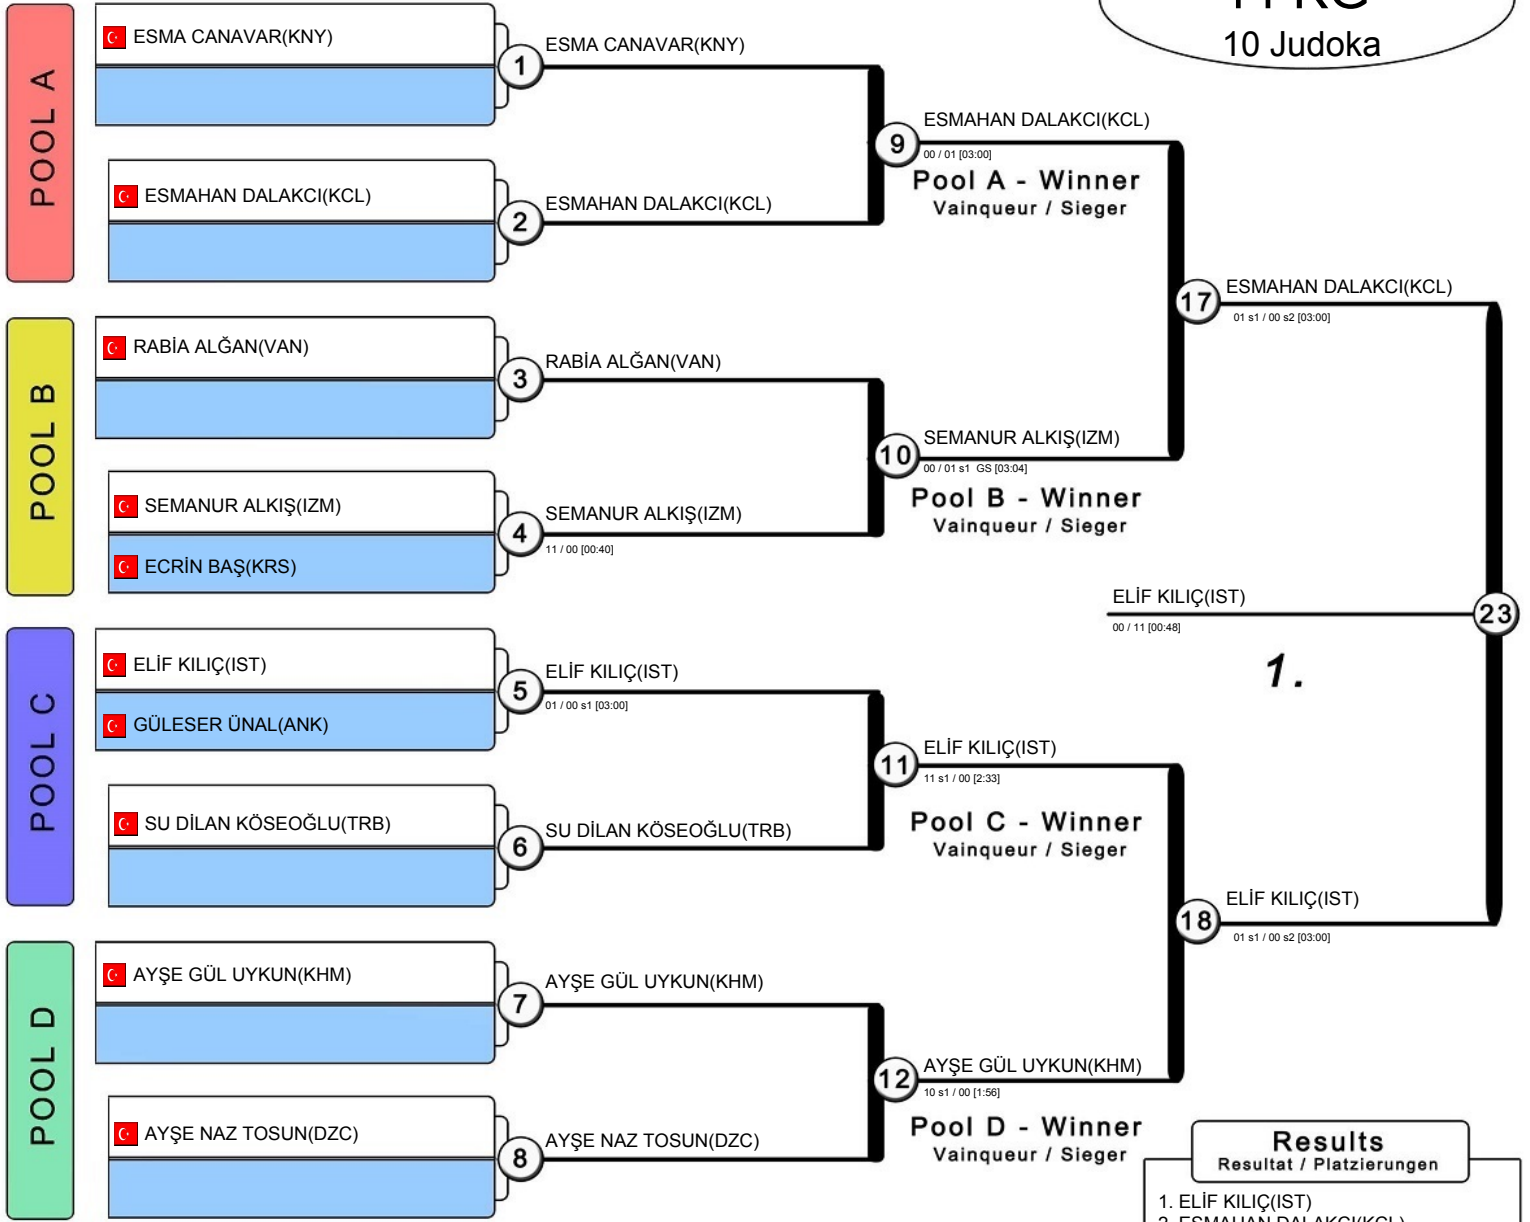 10 Judoka
POOL A
ESMA CANAVAR(KNY)
1
ESMA CANAVAR(KNY)
ESMAHAN DALAKCI(KCL)
2
ESMAHAN DALAKCI(KCL)
9
ESMAHAN DALAKCI(KCL)
00 / 01 [03:00]
Pool A - Winner
Vainqueur / Sieger
POOL B
RABİA ALĞAN(VAN)
3
RABİA ALĞAN(VAN)
SEMANUR ALKIŞ(IZM)
ECRİN BAŞ(KRS)
4
SEMANUR ALKIŞ(IZM)
11 / 00 [00:40]
10
SEMANUR ALKIŞ(IZM)
00 / 01 s1 GS [03:04]
Pool B - Winner
Vainqueur / Sieger
17
ESMAHAN DALAKCI(KCL)
01 s1 / 00 s2 [03:00]
POOL C
ELİF KILIÇ(IST)
GÜLESER ÜNAL(ANK)
5
ELİF KILIÇ(IST)
01 / 00 s1 [03:00]
SU DİLAN KÖSEOĞLU(TRB)
6
SU DİLAN KÖSEOĞLU(TRB)
11
ELİF KILIÇ(IST)
11 s1 / 00 [2:33]
Pool C - Winner
Vainqueur / Sieger
POOL D
AYŞE GÜL UYKUN(KHM)
7
AYŞE GÜL UYKUN(KHM)
AYŞE NAZ TOSUN(DZC)
8
AYŞE NAZ TOSUN(DZC)
12
AYŞE GÜL UYKUN(KHM)
10 s1 / 00 [1:56]
Pool D - Winner
Vainqueur / Sieger
18
ELİF KILIÇ(IST)
01 s1 / 00 s2 [03:00]
ELİF KILIÇ(IST)
23
00 / 11 [00:48]
1.
Results
Resultat / Platzierungen
1. ELİF KILIÇ(IST)
2. ESMAHAN DALAKCI(KCL)